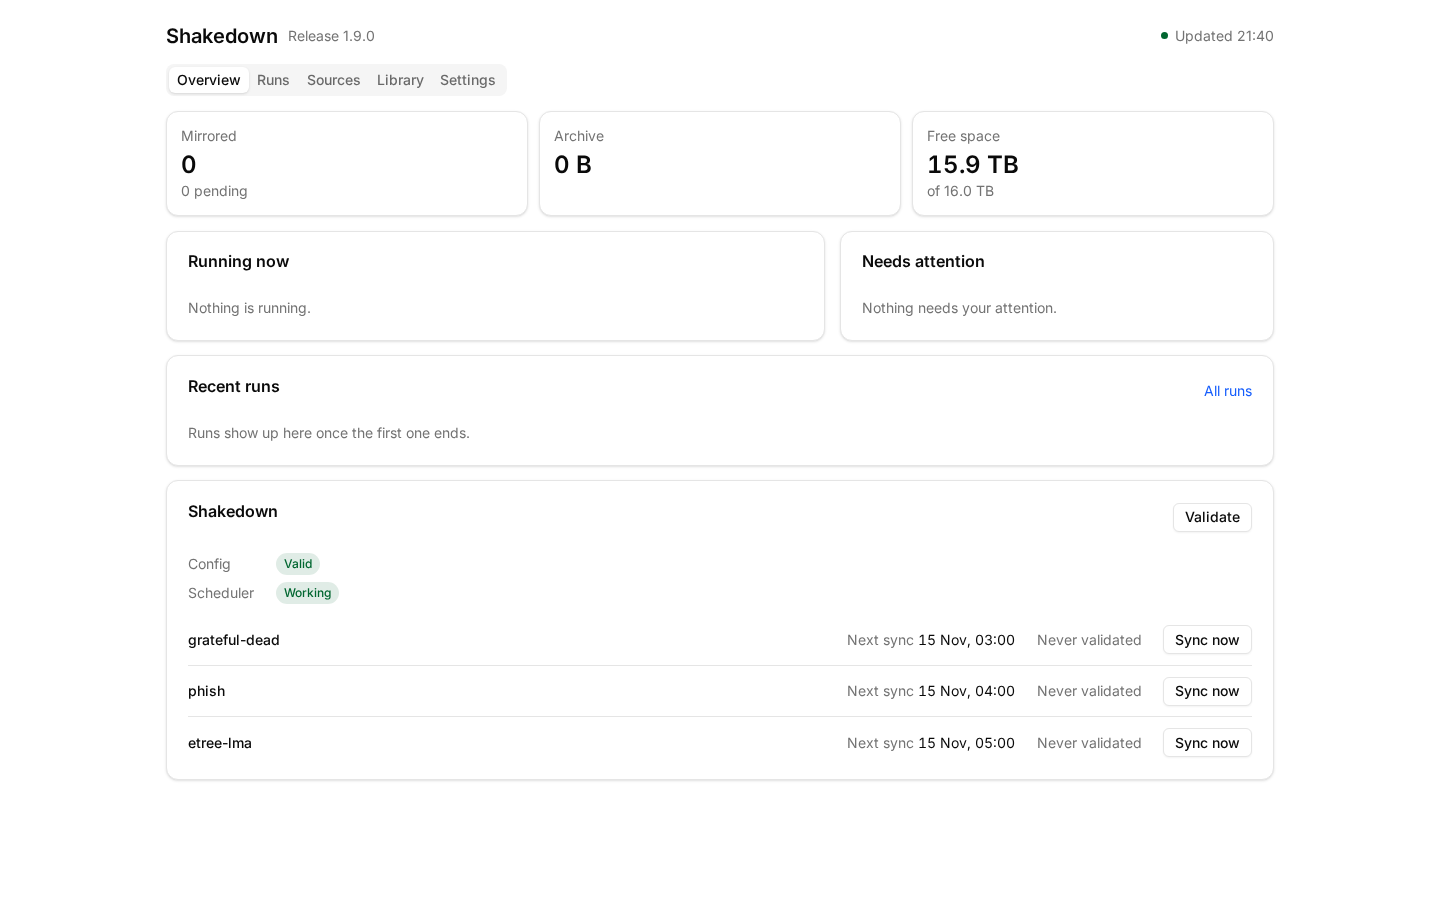 Shakedown Release 1.9.0 Updated 21:40
Overview Runs Sources Library Settings
Mirrored
0
0 pending
Archive
0 B
Free space
15.9 TB
of 16.0 TB
Running now
Nothing is running.
Needs attention
Nothing needs your attention.
Recent runs All runs
Runs show up here once the first one ends.
Shakedown Validate
Config Valid
Scheduler Working
grateful-dead Next sync 15 Nov, 03:00 Never validated Sync now
phish Next sync 15 Nov, 04:00 Never validated Sync now
etree-lma Next sync 15 Nov, 05:00 Never validated Sync now